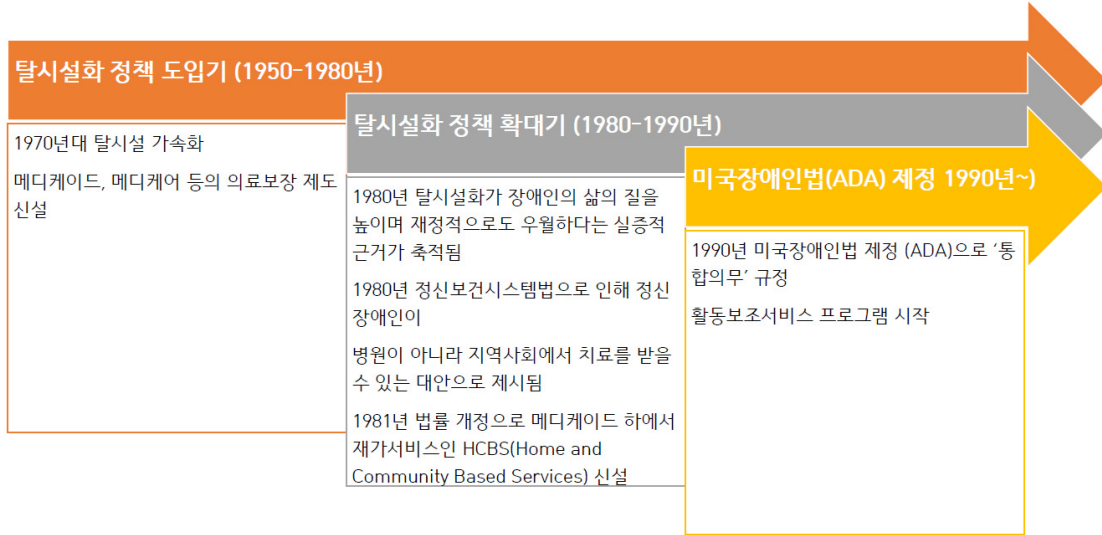 탈시설화 정책 도입기 (1950-1980년)
1970년대 탈시설 가속화
메디케이드, 메디케어 등의 의료보장 제도
신설
탈시설화 정책 확대기 (1980-1990년)
1980년 탈시설화가 장애인의 삶의 질을
높이며 재정적으로도 우월하다는 실증적
근거가 축적됨
1980년 정신보건시스템법으로 인해 정신
장애인이
병원이 아니라 지역사회에서 치료를 받을
수 있는 대안으로 제시됨
1981년 법률 개정으로 메디케이드 하에서
재가서비스인 HCBS(Home and
Community Based Services) 신설
미국장애인법(ADA) 제정 1990년~)
1990년 미국장애인법 제정 (ADA)으로 ‘통
합의무’ 규정
활동보조서비스 프로그램 시작